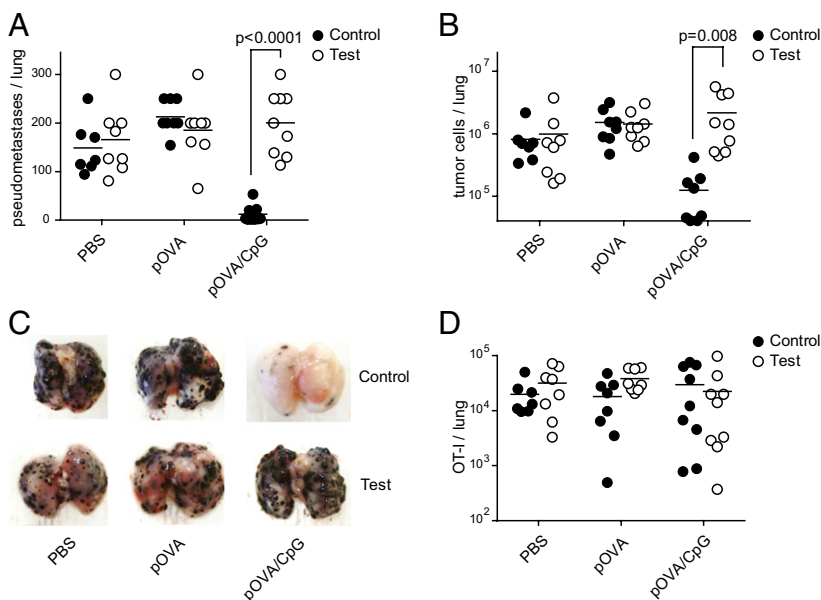 A
pseudometastases / lung
300
200
100
0
p<0.0001
Control
Test
PBS
pOVA
pOVA/CpG
B
tumor cells / lung
10⁷
10⁶
10⁵
p=0.008
Control
Test
PBS
pOVA
pOVA/CpG
C
Control
Test
PBS
pOVA
pOVA/CpG
D
OT-I / lung
10⁵
10⁴
10³
10²
Control
Test
PBS
pOVA
pOVA/CpG